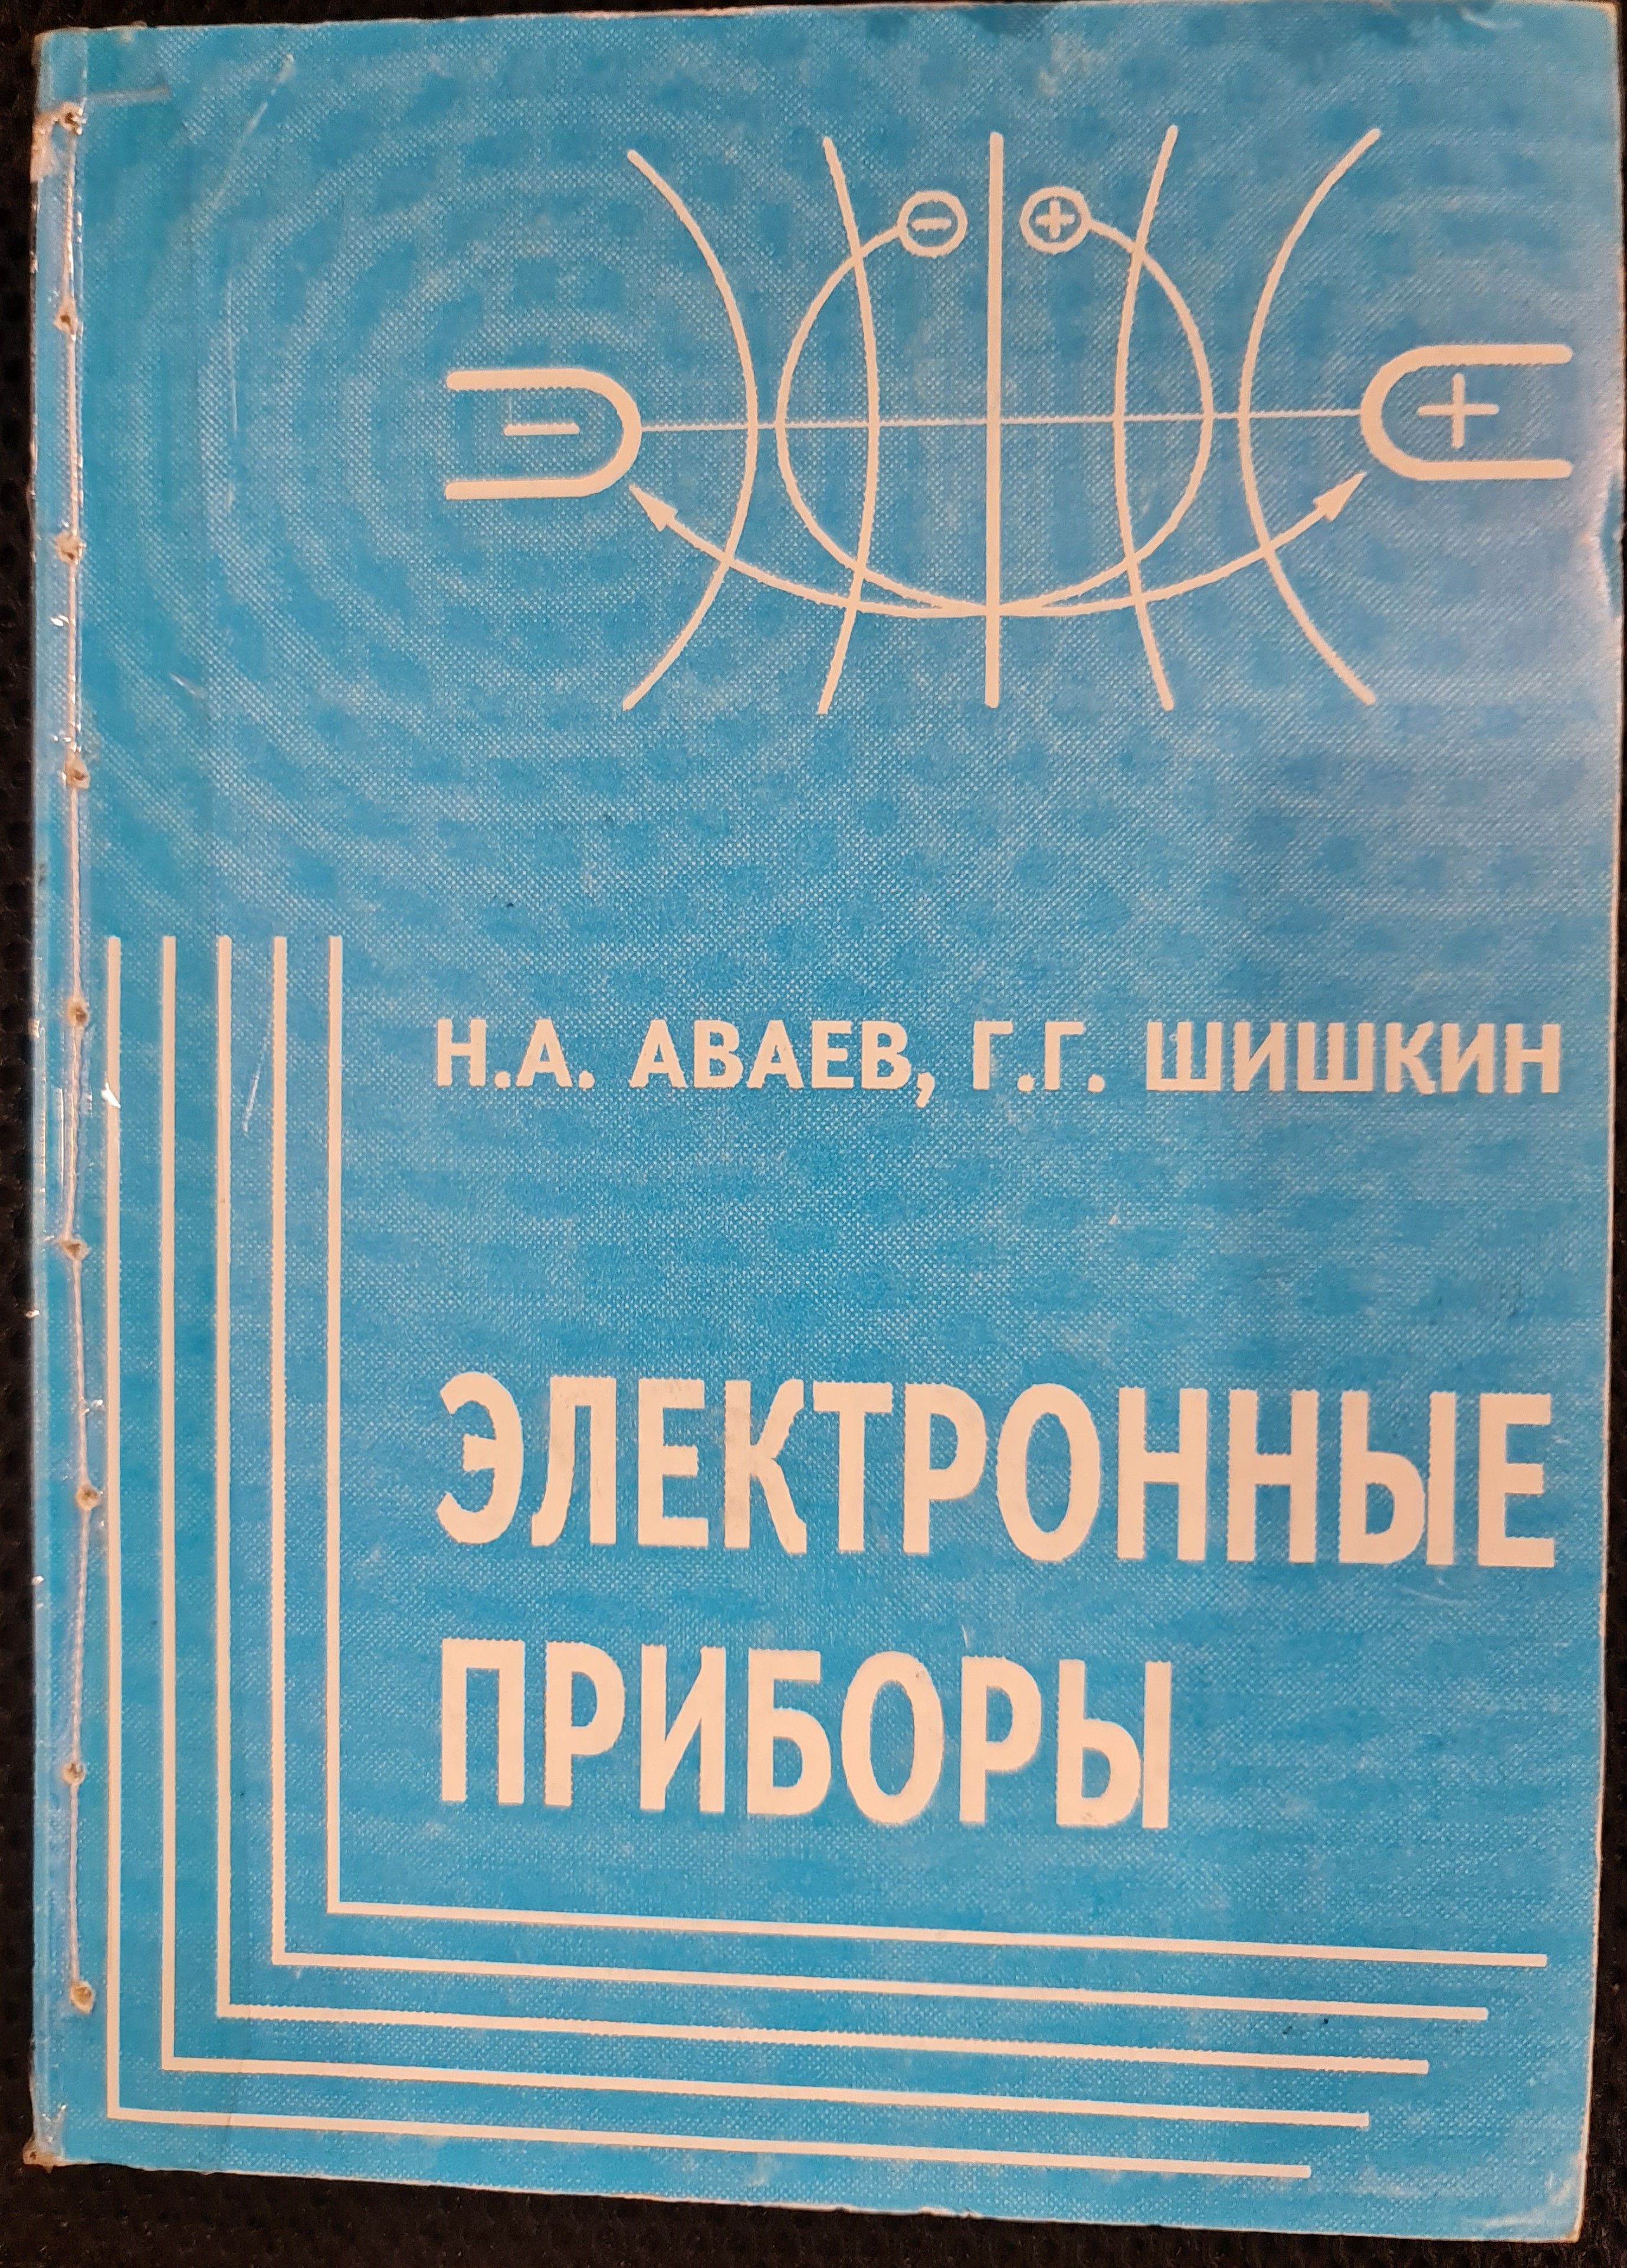 Н.А. АВАЕВ, Г.Г. ШИШКИН
ЭЛЕКТРОННЫЕ
ПРИБОРЫ